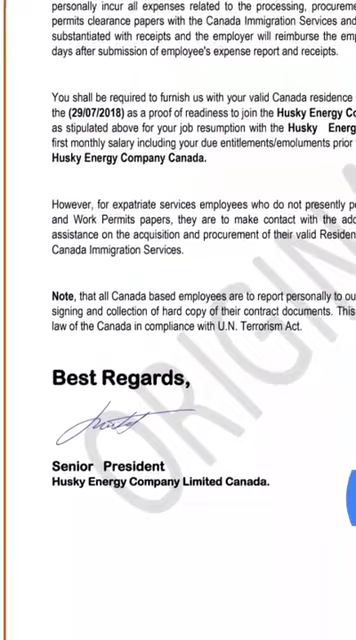 personally incur all expenses related to the processing, procureme
permits clearance papers with the Canada Immigration Services and
substantiated with receipts and the employer will reimburse the emp
days after submission of employee's expense report and receipts.
You shall be required to furnish us with your valid Canada residence
the (29/07/2018) as a proof of readiness to join the Husky Energy Co
as stipulated above for your job resumption with the Husky Energ
first monthly salary including your due entitlements/emoluments prior
Husky Energy Company Canada.
However, for expatriate services employees who do not presently po
and Work Permits papers, they are to make contact with the add
assistance on the acquisition and procurement of their valid Residen
Canada Immigration Services.
Note, that all Canada based employees are to report personally to ou
signing and collection of hard copy of their contract documents. This
law of the Canada in compliance with U.N. Terrorism Act.
ORIGINA
Best Regards,
Senior President
Husky Energy Company Limited Canada.